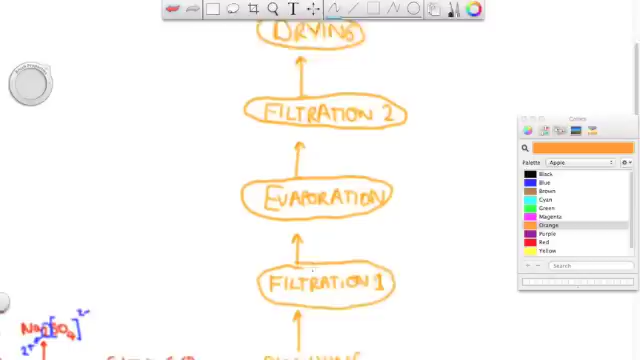 DRYING
FILTRATION 2
EVAPORATION
FILTRATION 1
Colors
Palette Apple
Black
Blue
Brown
Cyan
Green
Magenta
Orange
Purple
Red
Yellow
Search